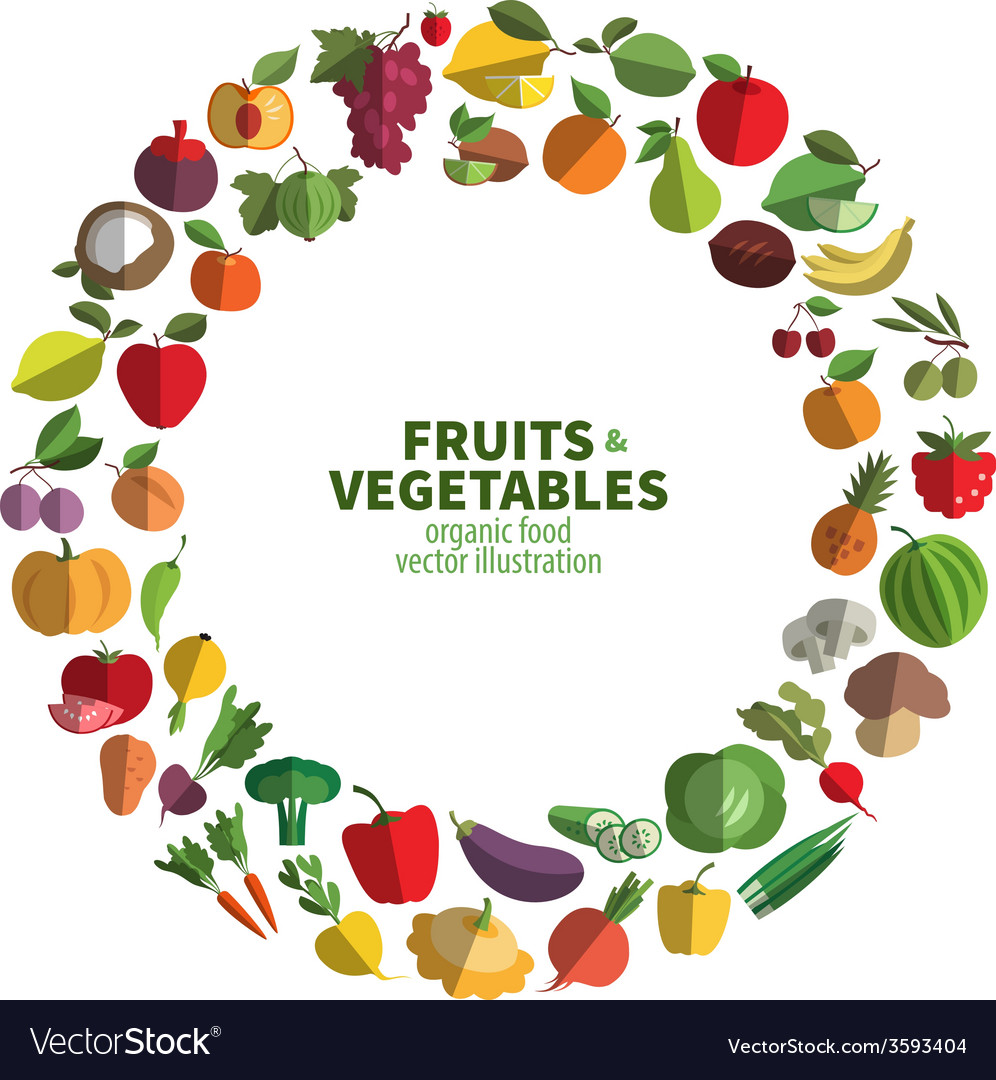 FRUITS &
VEGETABLES
organic food
vector illustration
VectorStock®
VectorStock.com/3593404